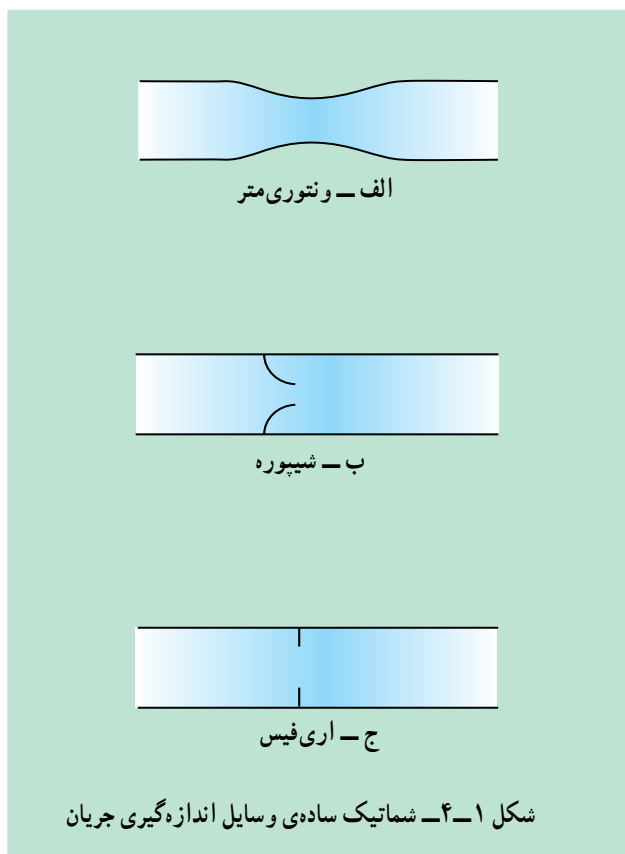 الف ــ ونتوری‌متر
ب ــ شیپوره
ج ــ اری‌فیس
شکل ۱ــ۴ــ شماتیک ساده‌ی وسایل اندازه‌گیری جریان